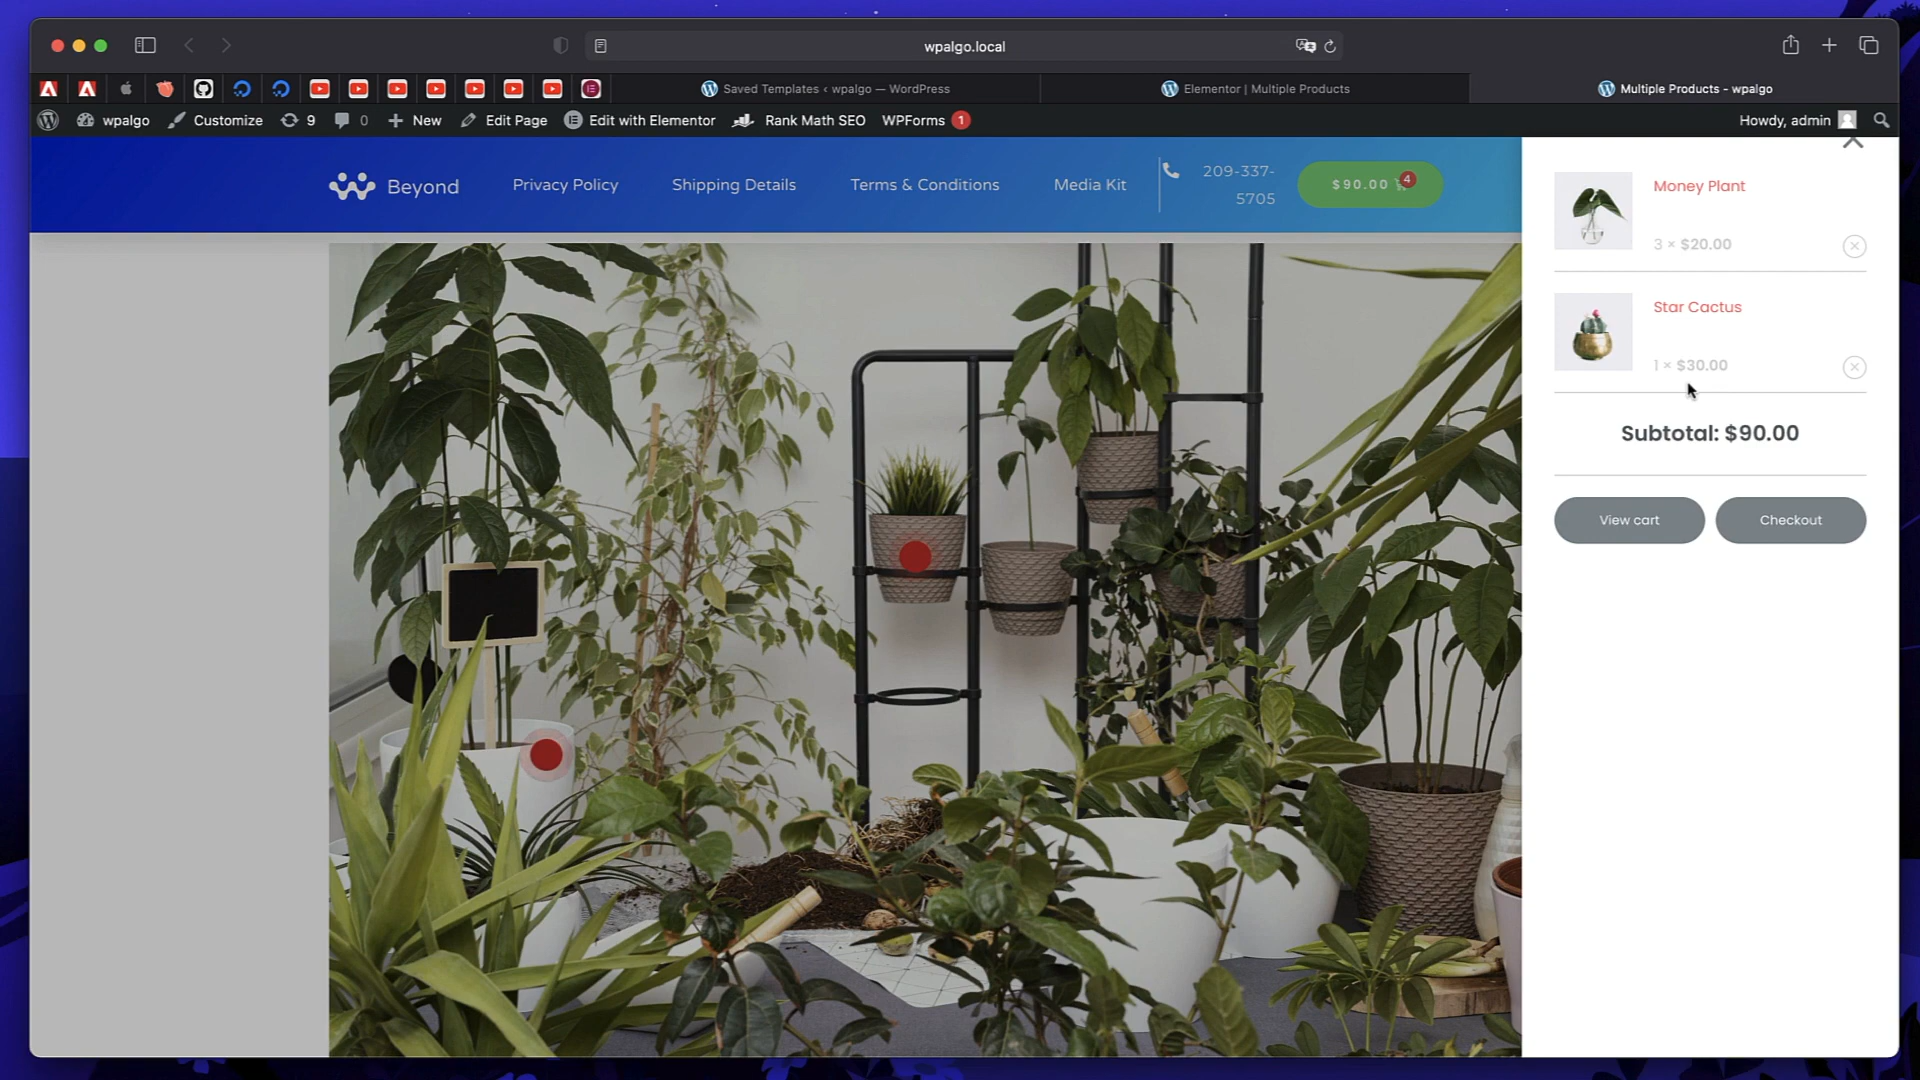 wpalgo.local
Saved Templates ‹ wpalgo — WordPress
Elementor | Multiple Products
Multiple Products - wpalgo
wpalgo
Customize
9
0
New
Edit Page
Edit with Elementor
Rank Math SEO
WPForms 1
Howdy, admin
Beyond
Privacy Policy
Shipping Details
Terms & Conditions
Media Kit
209-337-
5705
$90.00
4
Money Plant
3 × $20.00
Star Cactus
1 × $30.00
Subtotal: $90.00
View cart
Checkout